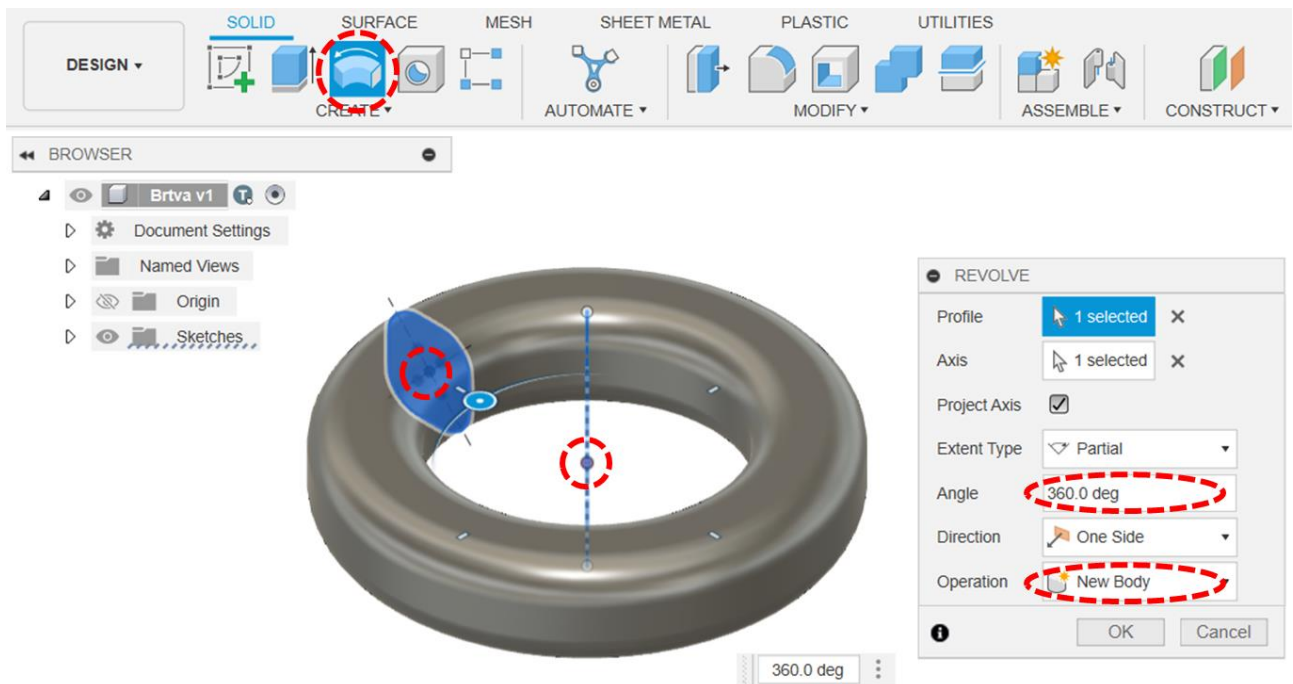 SOLID SURFACE MESH SHEET METAL PLASTIC UTILITIES
DESIGN ▾
CREATE ▾ AUTOMATE ▾ MODIFY ▾ ASSEMBLE ▾ CONSTRUCT ▾
BROWSER
Brtva v1
Document Settings
Named Views
Origin
Sketches
REVOLVE
Profile 1 selected
Axis 1 selected
Project Axis
Extent Type Partial
Angle 360.0 deg
Direction One Side
Operation New Body
OK Cancel
360.0 deg